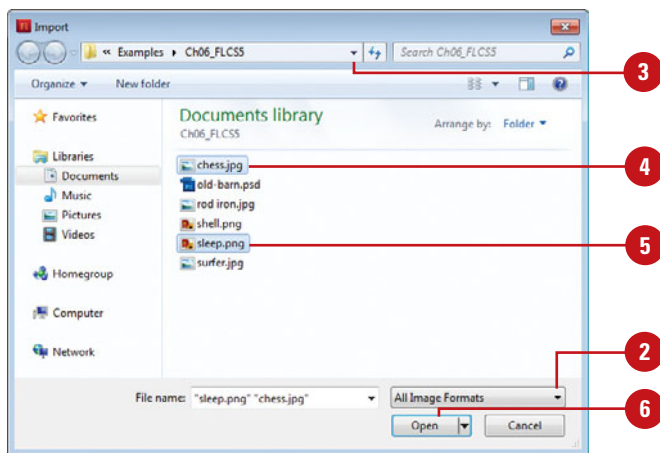 Import
« Examples ▸ Ch06_FLCS5
Search Ch06_FLCS5
3
Organize ▼ New folder
Favorites
Libraries
Documents
Music
Pictures
Videos
Homegroup
Computer
Network
Documents library
Ch06_FLCS5
Arrange by: Folder ▼
chess.jpg
4
old-barn.psd
rod iron.jpg
shell.png
sleep.png
5
surfer.jpg
2
File name: "sleep.png" "chess.jpg"
All Image Formats
6
Open
Cancel